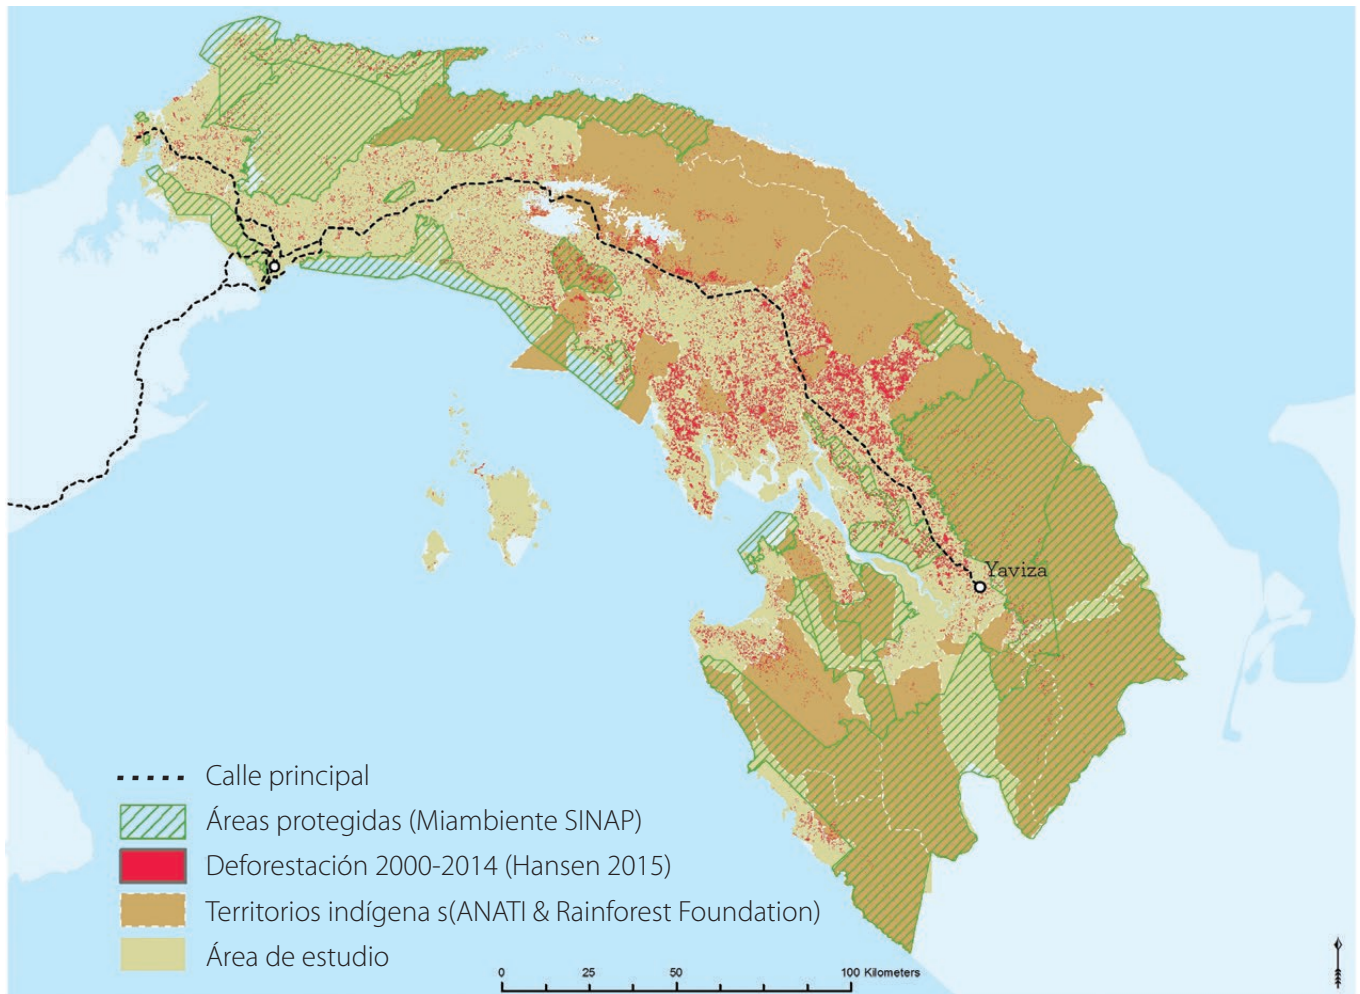 Yaviza
Calle principal
Áreas protegidas (Miambiente SINAP)
Deforestación 2000-2014 (Hansen 2015)
Territorios indígena s(ANATI & Rainforest Foundation)
Área de estudio
0 25 50 100 Kilometers